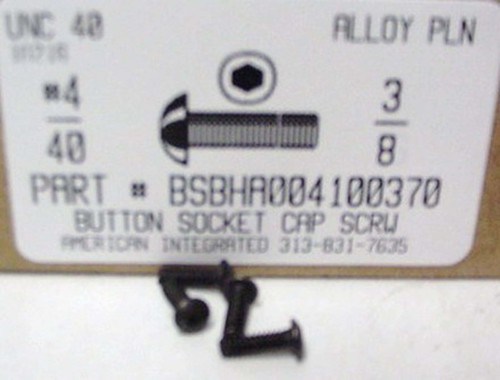 UNC 40 ALLOY PLN
#4 3
40 8
PART # BSBHA004100370
BUTTON SOCKET CAP SCRW
AMERICAN INTEGRATED 313-831-7635